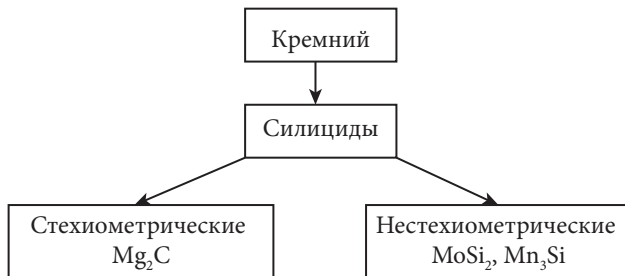 Кремний
Силициды
Стехиометрические
Mg₂C
Нестехиометрические
MoSi₂, Mn₃Si